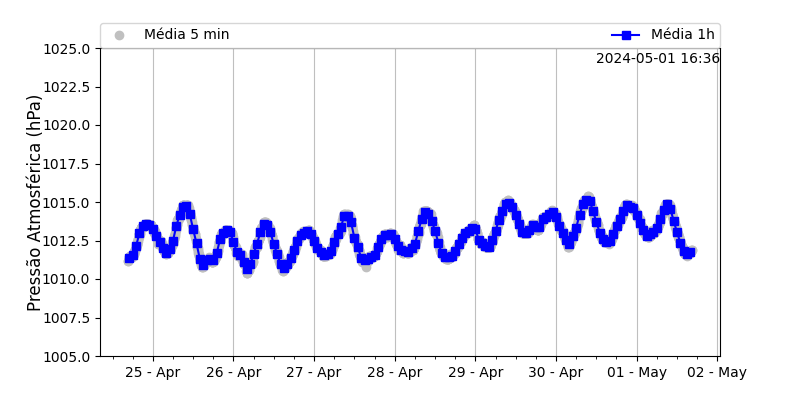 Média 5 min
Média 1h
2024-05-01 16:36
Pressão Atmosférica (hPa)
1025.0
1022.5
1020.0
1017.5
1015.0
1012.5
1010.0
1007.5
1005.0
25 - Apr
26 - Apr
27 - Apr
28 - Apr
29 - Apr
30 - Apr
01 - May
02 - May